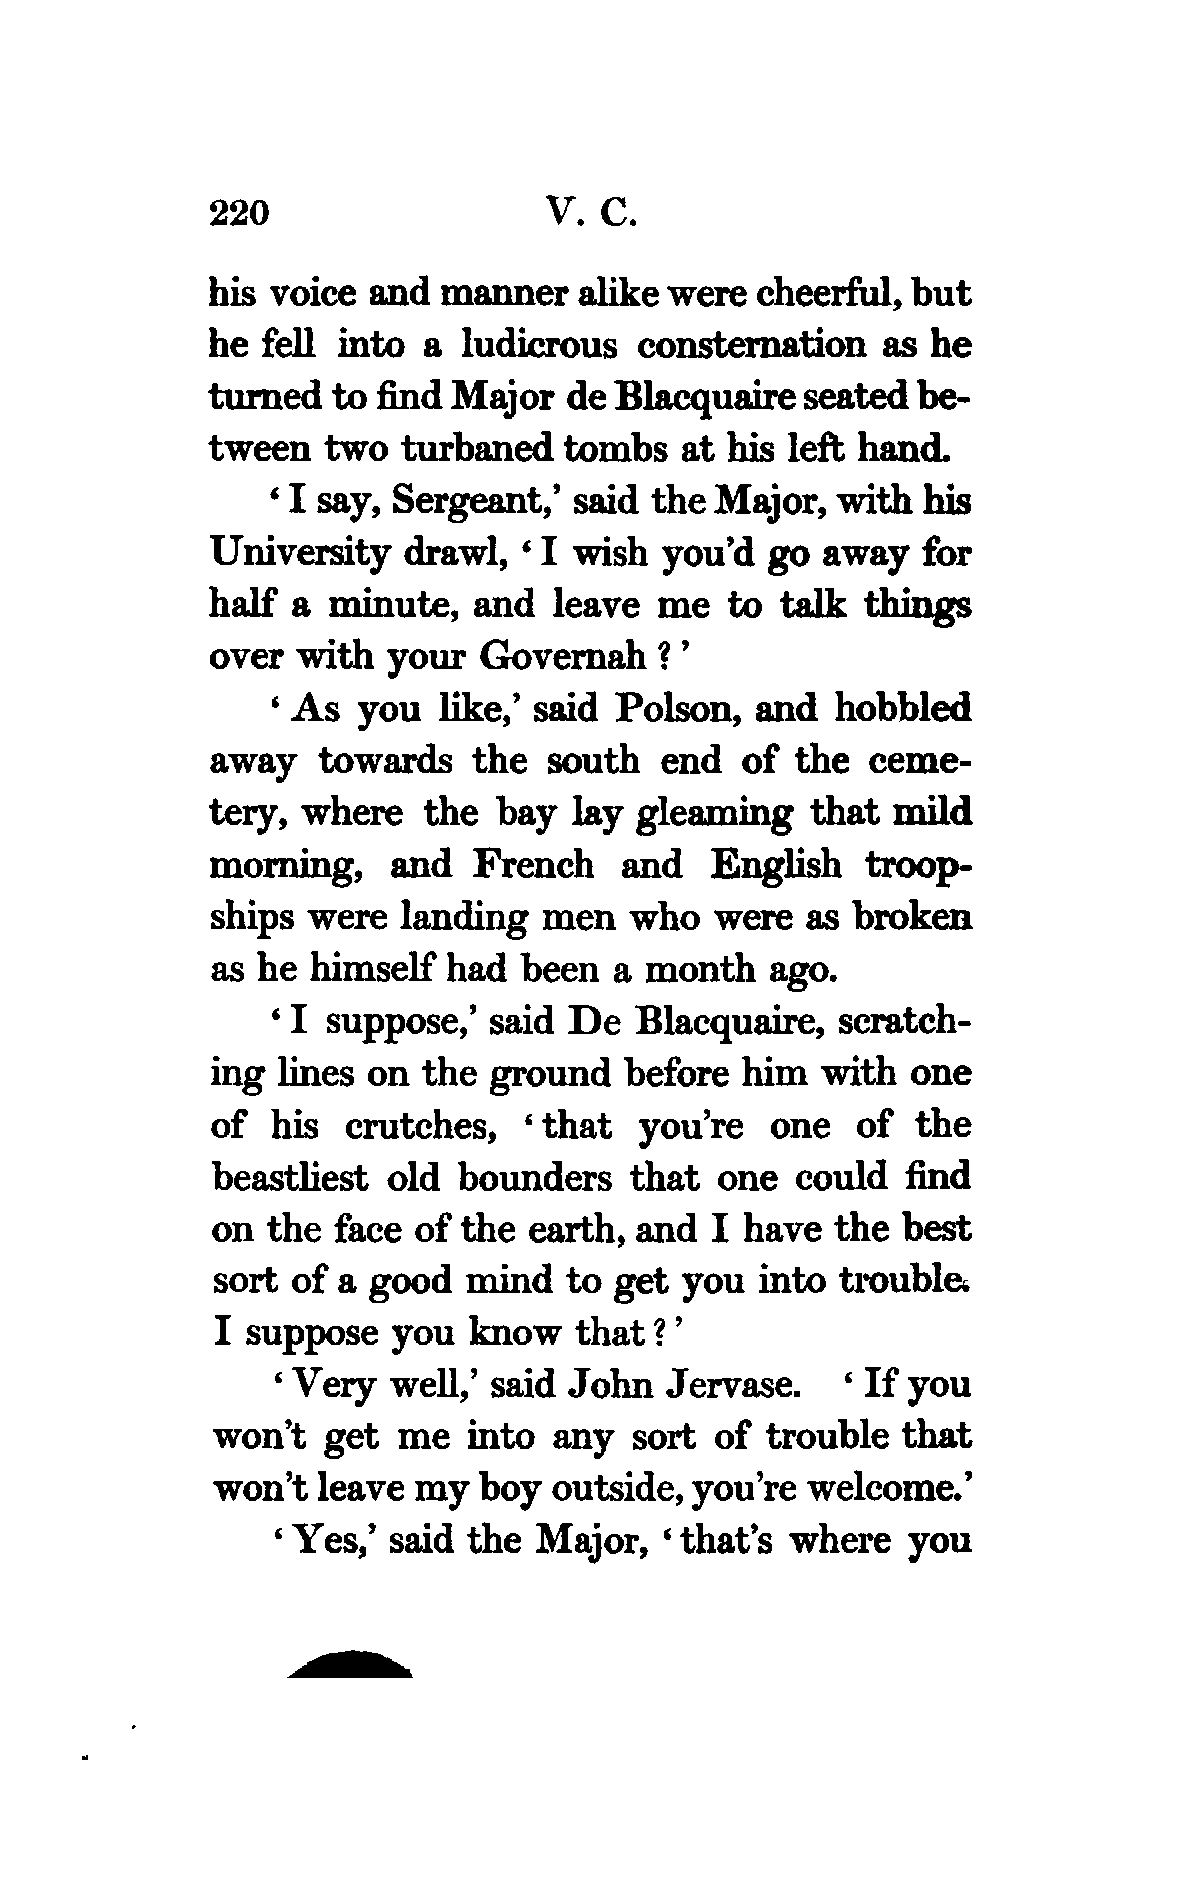 220 V. C.
his voice and manner alike were cheerful, but
he fell into a ludicrous consternation as he
turned to find Major de Blacquaire seated be-
tween two turbaned tombs at his left hand.
‘ I say, Sergeant,’ said the Major, with his
University drawl, ‘ I wish you’d go away for
half a minute, and leave me to talk things
over with your Governah ? ’
‘ As you like,’ said Polson, and hobbled
away towards the south end of the ceme-
tery, where the bay lay gleaming that mild
morning, and French and English troop-
ships were landing men who were as broken
as he himself had been a month ago.
‘ I suppose,’ said De Blacquaire, scratch-
ing lines on the ground before him with one
of his crutches, ‘ that you’re one of the
beastliest old bounders that one could find
on the face of the earth, and I have the best
sort of a good mind to get you into trouble.
I suppose you know that ? ’
‘ Very well,’ said John Jervase. ‘ If you
won’t get me into any sort of trouble that
won’t leave my boy outside, you’re welcome.’
‘ Yes,’ said the Major, ‘ that’s where you